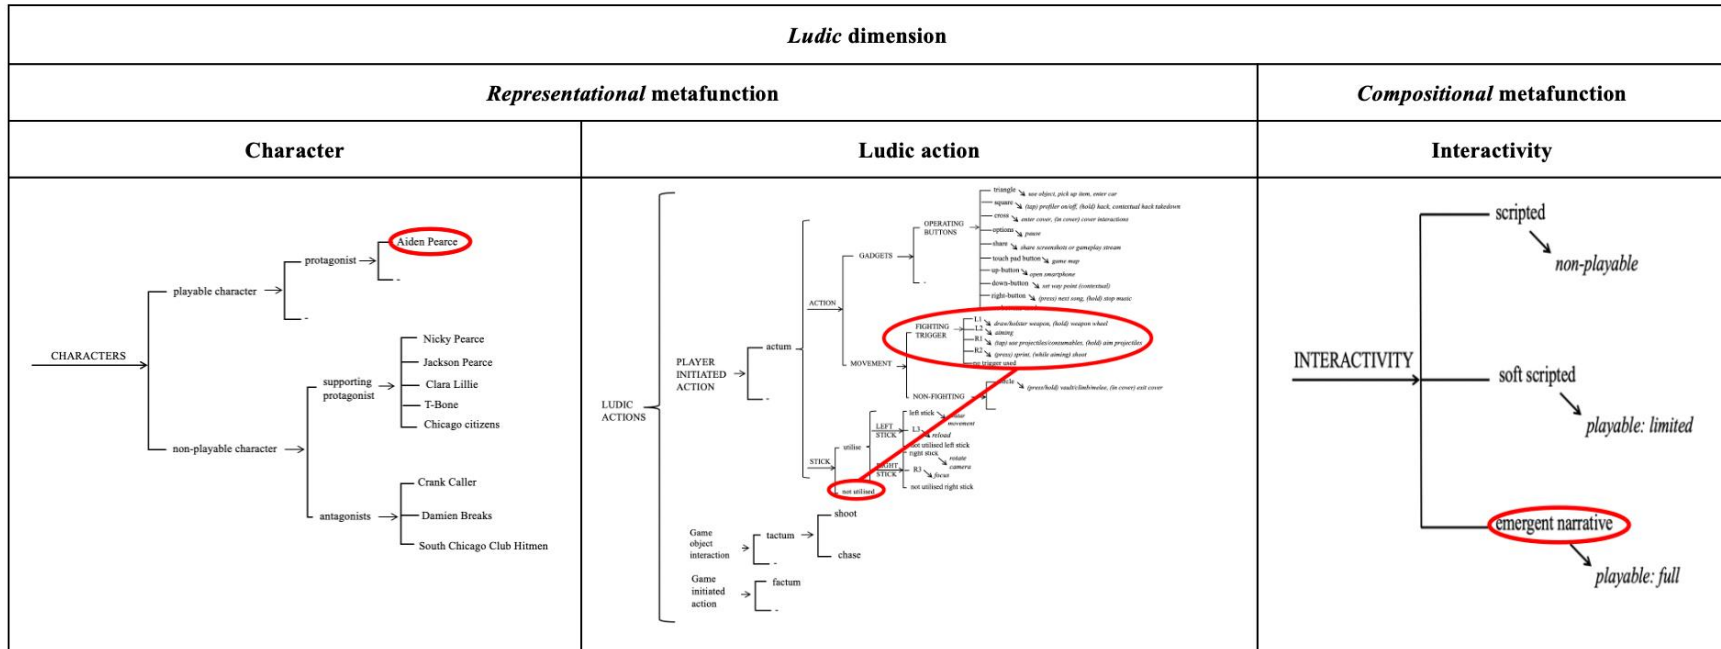 Ludic dimension
Representational metafunction
Compositional metafunction
Character
Ludic action
Interactivity
CHARACTERS
playable character
protagonist
Aiden Pearce
-
-
non-playable character
supporting
protagonist
Nicky Pearce
Jackson Pearce
Clara Lillie
T-Bone
Chicago citizens
antagonists
Crank Caller
Damien Breaks
South Chicago Club Hitmen
LUDIC
ACTIONS
PLAYER
INITIATED
ACTION
actum
-
ACTION
GADGETS
OPERATING
BUTTONS
-
triangle
use object, pick up item, enter car
square
(tap) profiler on/off, (hold) hack, contextual hack takedown
cross
enter cover, (in cover) cover interactions
options
pause
share
share screenshots or gameplay stream
touch pad button
game map
up-button
open smartphone
down-button
set way point (contextual)
right-button
(press) next song, (hold) stop music
MOVEMENT
FIGHTING
TRIGGER
L1
draw/holster weapon, (hold) weapon wheel
L2
aiming
R1
(tap) use projectiles/consumables, (hold) aim projectiles
R2
(press) sprint, (while aiming) shoot
no trigger used
NON-FIGHTING
(press/hold) vault/climb/melee, (in cover) exit cover
STICK
utilise
LEFT
STICK
left stick
movement
L3
reload
not utilised left stick
STICK
right stick
rotate
camera
R3
focus
not utilised right stick
not utilised
Game
object
interaction
tactum
-
shoot
chase
Game
initiated
action
factum
-
INTERACTIVITY
scripted
non-playable
soft scripted
playable: limited
emergent narrative
playable: full